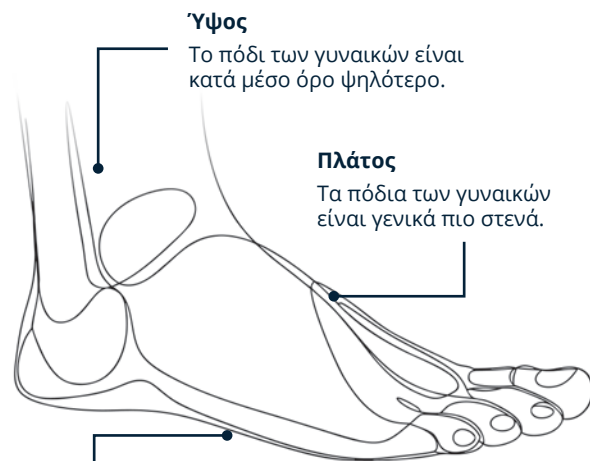 Ύψος
Το πόδι των γυναικών είναι
κατά μέσο όρο ψηλότερο.
Πλάτος
Τα πόδια των γυναικών
είναι γενικά πιο στενά.